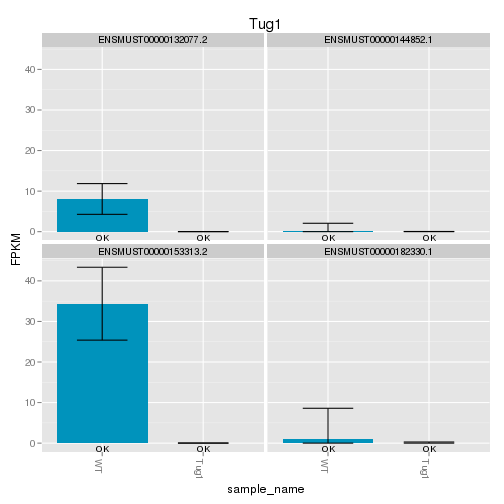 Tug1
ENSMUST00000132077.2 ENSMUST00000144852.1
40
30
20
10
0
OK OK OK OK
FPKM
ENSMUST00000153313.2 ENSMUST00000182330.1
40
30
20
10
0
OK OK OK OK
WT Tug1 WT Tug1
sample_name